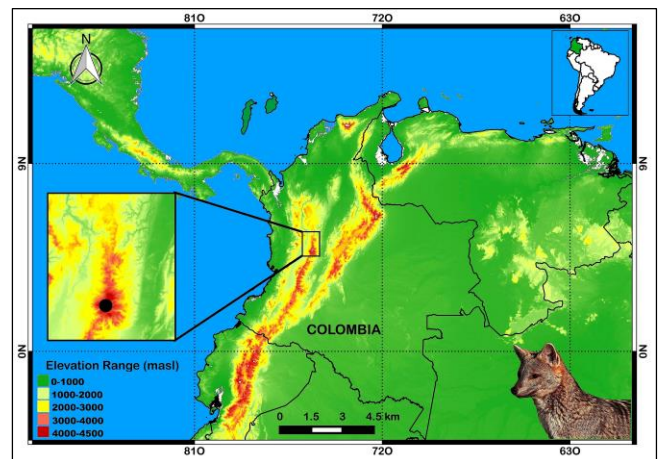 81O 72O 63O
N
9N 9N
COLOMBIA
0N 0N
Elevation Range (masl)
0-1000
1000-2000
2000-3000
3000-4000
4000-4500
0 1.5 3 4.5 km
81O 72O 63O